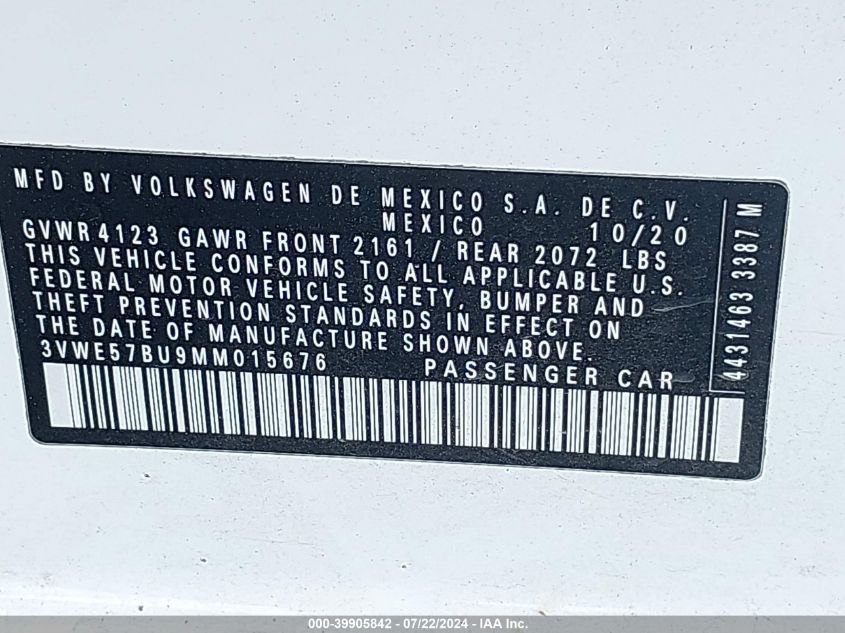 MFD BY VOLKSWAGEN DE MEXICO S.A. DE C.V.
MEXICO 10/20
GVWR 4123 GAWR FRONT 2161 / REAR 2072 LBS
THIS VEHICLE CONFORMS TO ALL APPLICABLE U.S.
FEDERAL MOTOR VEHICLE SAFETY, BUMPER AND
THEFT PREVENTION STANDARDS IN EFFECT ON
THE DATE OF MANUFACTURE SHOWN ABOVE.
3VWE57BU9MM015676 PASSENGER CAR
4431463 3387 M
000-39905842 - 07/22/2024 - IAA Inc.